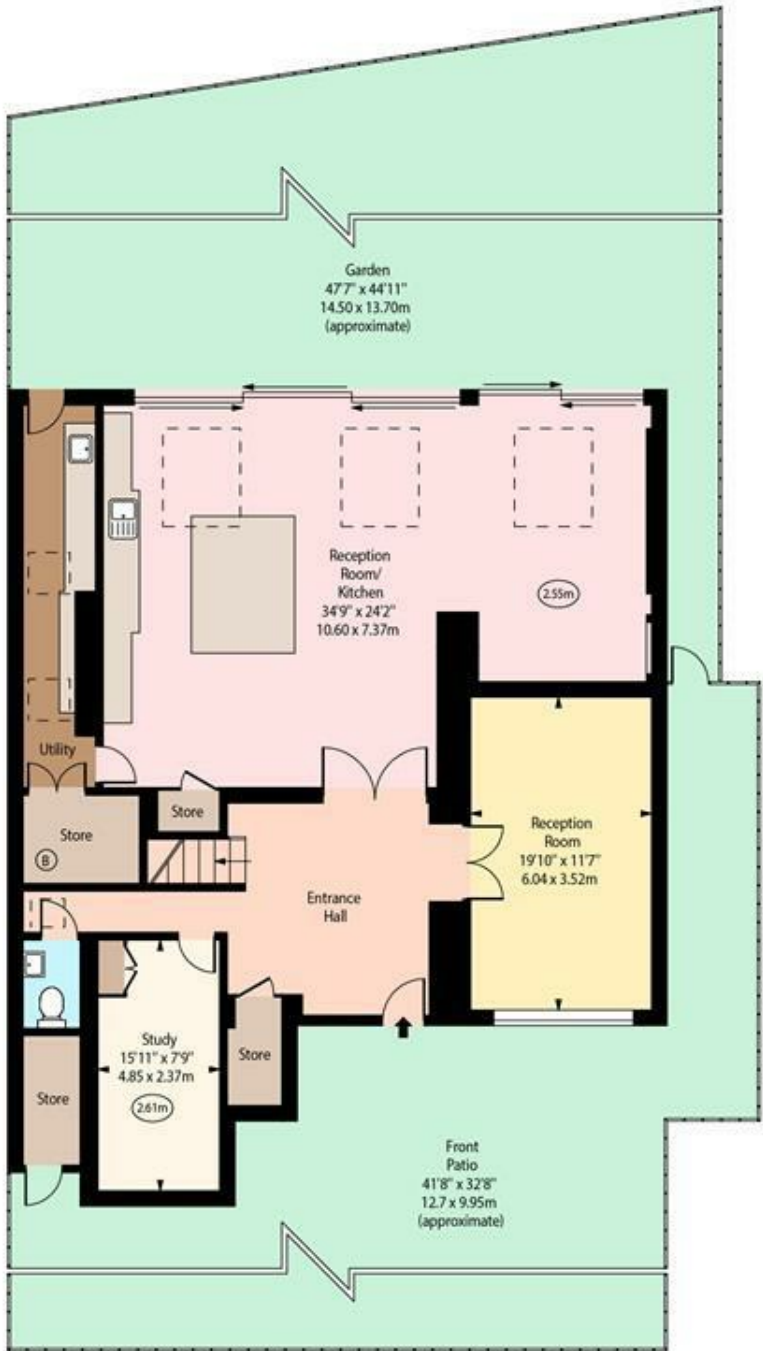 Garden
47'7" x 44'11"
14.50 x 13.70m
(approximate)
Reception
Room/
Kitchen
34'9" x 24'2"
10.60 x 7.37m
2.55m
Utility
Store
B
Store
Reception
Room
19'10" x 11'7"
6.04 x 3.52m
Entrance
Hall
Study
15'11" x 7'9"
4.85 x 2.37m
2.61m
Store
Store
Front
Patio
41'8" x 32'8"
12.7 x 9.95m
(approximate)